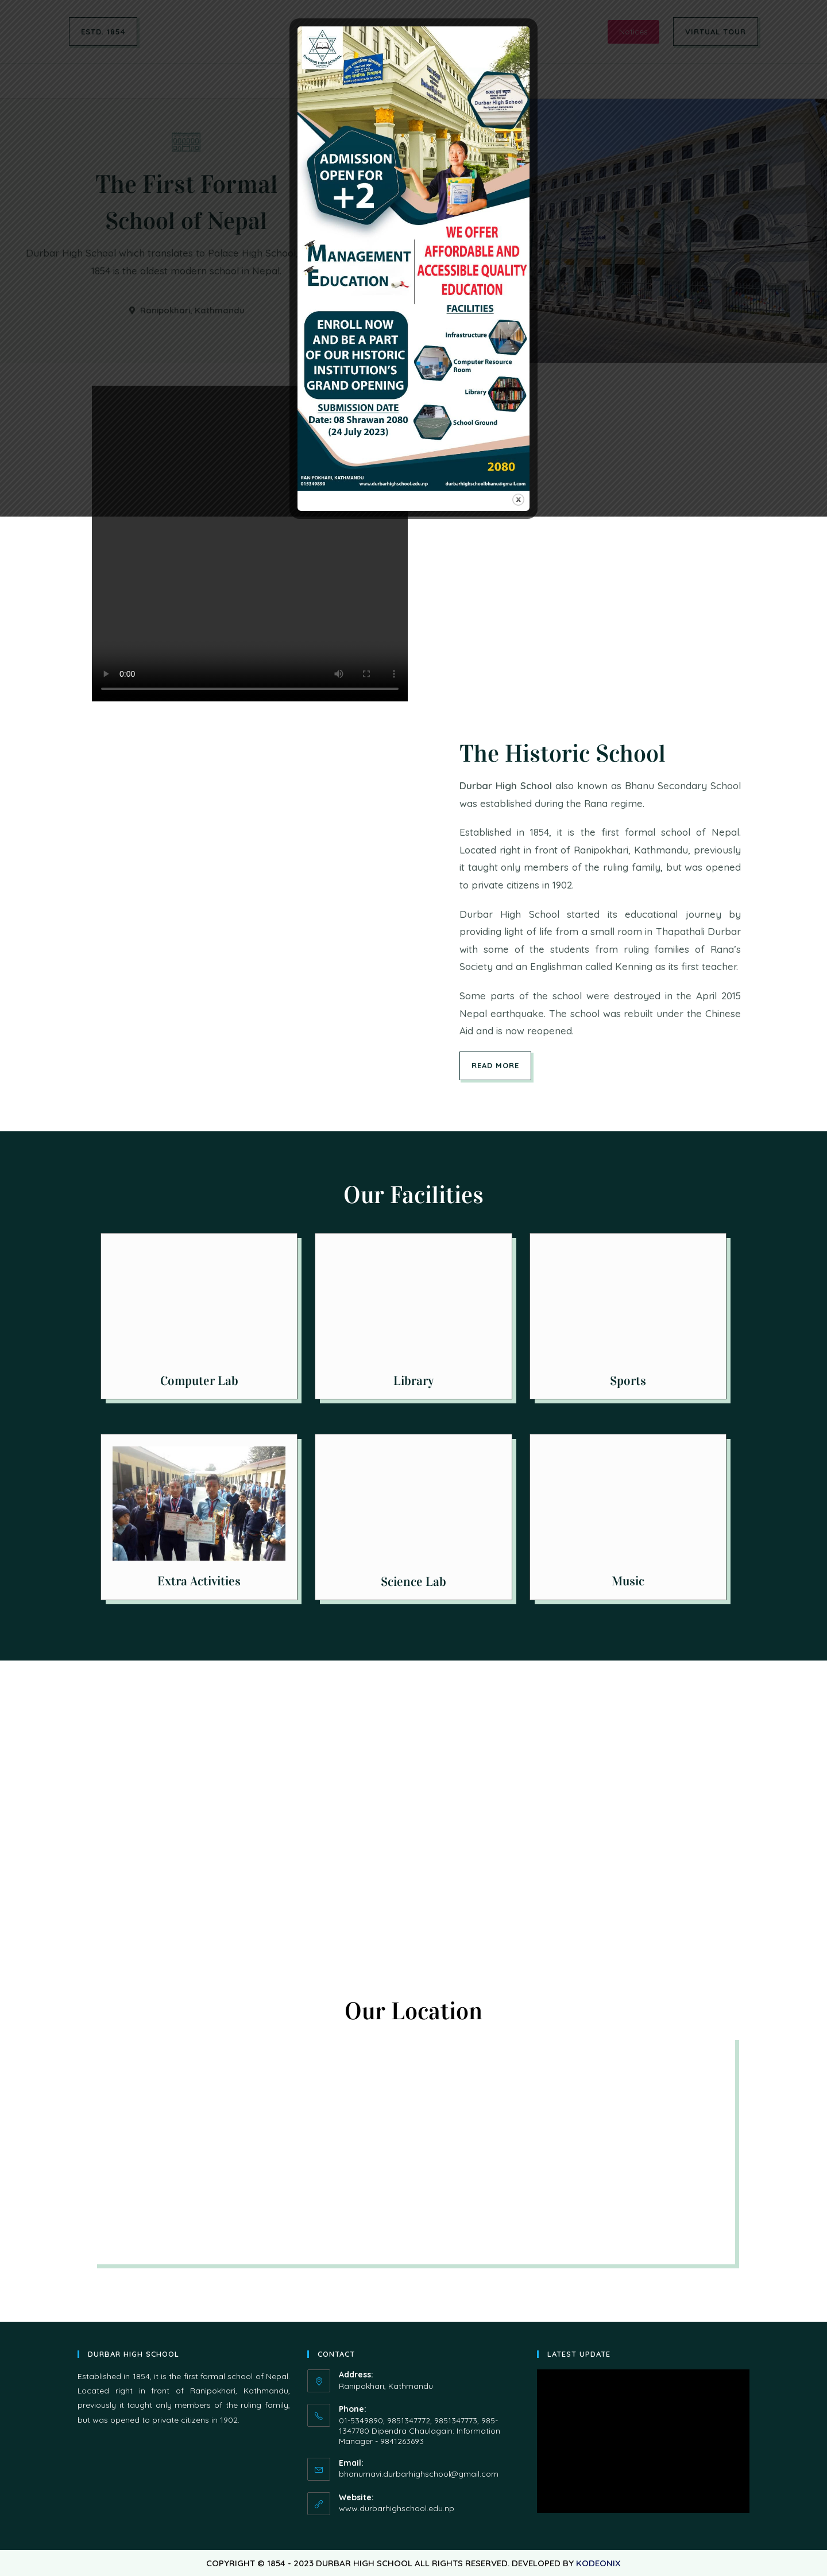 ESTD. 1854
Notices
VIRTUAL TOUR
The First Formal
School of Nepal
Durbar High School which translates to Palace High School
1854 is the oldest modern school in Nepal.
Ranipokhari, Kathmandu
Durbar High School
ADMISSION
OPEN FOR
+2
MANAGEMENT
EDUCATION
WE OFFER
AFFORDABLE AND
ACCESSIBLE QUALITY
EDUCATION
FACILITIES
Infrastructure
Computer Resource
Room
Library
School Ground
ENROLL NOW
AND BE A PART
OF OUR HISTORIC
INSTITUTION'S
GRAND OPENING
SUBMISSION DATE
Date: 08 Shrawan 2080
(24 July 2023)
2080
RANIPOKHARI, KATHMANDU
015349890
www.durbarhighschool.edu.np
durbarhighschoolbhanu@gmail.com
X
0:00
The Historic School
Durbar High School also known as Bhanu Secondary School
was established during the Rana regime.
Established in 1854, it is the first formal school of Nepal.
Located right in front of Ranipokhari, Kathmandu, previously
it taught only members of the ruling family, but was opened
to private citizens in 1902.
Durbar High School started its educational journey by
providing light of life from a small room in Thapathali Durbar
with some of the students from ruling families of Rana's
Society and an Englishman called Kenning as its first teacher.
Some parts of the school were destroyed in the April 2015
Nepal earthquake. The school was rebuilt under the Chinese
Aid and is now reopened.
READ MORE
Our Facilities
Computer Lab
Library
Sports
Extra Activities
Science Lab
Music
Our Location
DURBAR HIGH SCHOOL
Established in 1854, it is the first formal school of Nepal.
Located right in front of Ranipokhari, Kathmandu,
previously it taught only members of the ruling family,
but was opened to private citizens in 1902.
CONTACT
Address:
Ranipokhari, Kathmandu
Phone:
01-5349890, 9851347772, 9851347773, 985-
1347780 Dipendra Chaulagain: Information
Manager - 9841263693
Email:
bhanumavi.durbarhighschool@gmail.com
Website:
www.durbarhighschool.edu.np
LATEST UPDATE
COPYRIGHT © 1854 - 2023 DURBAR HIGH SCHOOL ALL RIGHTS RESERVED. DEVELOPED BY KODEONIX